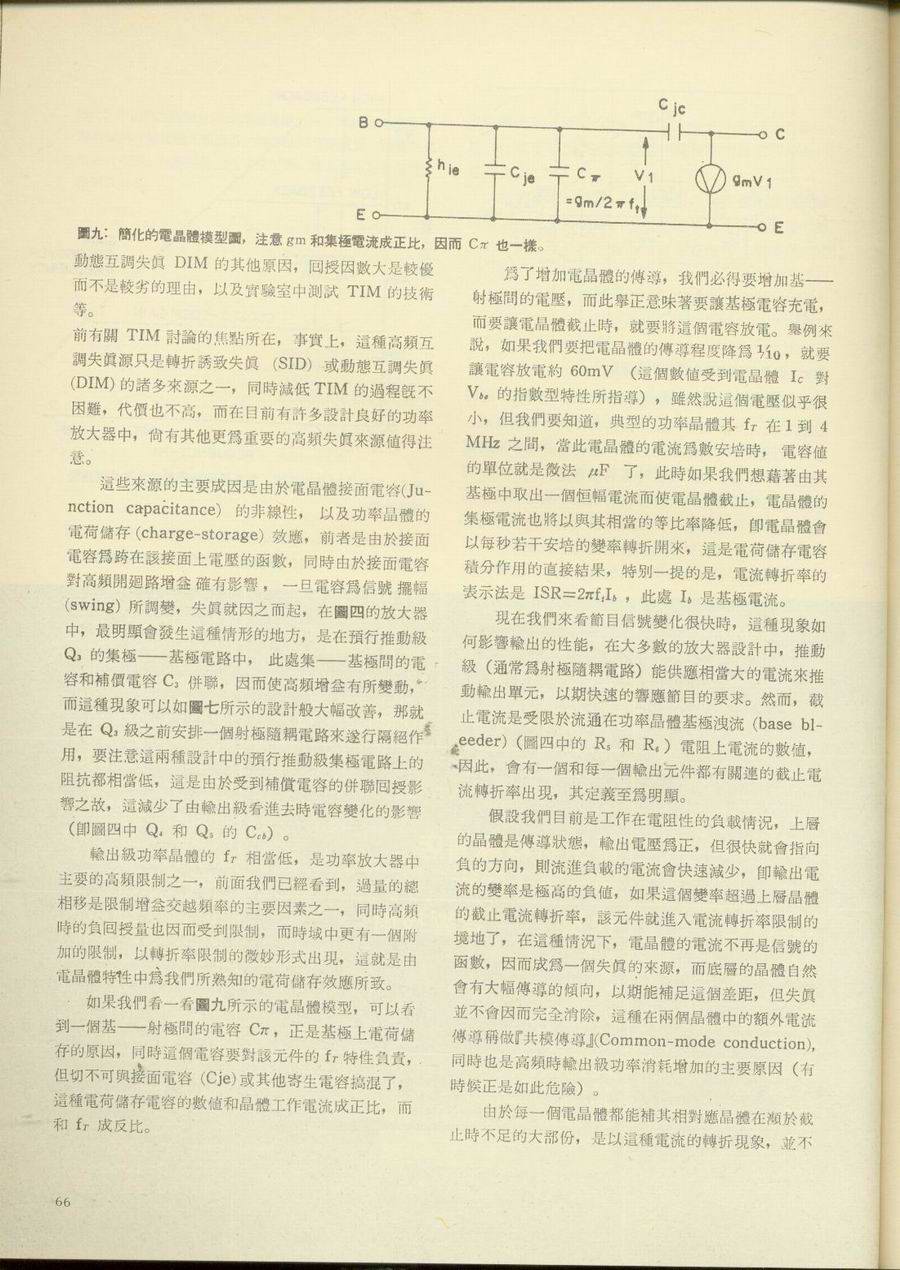 C jc
B
C
h ie
C je
C π
V1
gmV1
=gm/2πft
E
E
圖九：簡化的電晶體模型圖，注意 gm 和集極電流成正比，因而 Cπ 也一樣。
動態互調失眞 DIM 的其他原因，回授因數大是較優
而不是較劣的理由，以及實驗室中測試 TIM 的技術
等。
前有關 TIM 討論的焦點所在，事實上，這種高頻互
調失眞源只是轉折誘致失眞 (SID) 或動態互調失眞
(DIM) 的諸多來源之一，同時減低 TIM 的過程旣不
困難，代價也不高，而在目前有許多設計良好的功率
放大器中，尙有其他更爲重要的高頻失眞來源値得注
意。
這些來源的主要成因是由於電晶體接面電容(Ju-
nction capacitance) 的非線性， 以及功率晶體的
電荷儲存 (charge-storage) 效應，前者是由於接面
電容爲跨在該接面上電壓的函數，同時由於接面電容
對高頻開廻路增益 確有影響， 一旦電容爲信號 擺幅
(swing) 所調變，失眞就因之而起，在圖四的放大器
中，最明顯會發生這種情形的地方，是在預行推動級
Q₃ 的集極——基極電路中， 此處集——基極間的電
容和補償電容 C₃ 併聯，因而使高頻增益有所變動，
而這種現象可以如圖七所示的設計般大幅改善，那就
是在 Q₃ 級之前安排一個射極隨耦電路來遂行隔絕作
用，要注意這兩種設計中的預行推動級集極電路上的
阻抗都相當低，這是由於受到補償電容的併聯回授影
響之故，這減少了由輸出級看進去時電容變化的影響
（卽圖四中 Q₄ 和 Q₅ 的 Ccb）。
輸出級功率晶體的 fT 相當低，是功率放大器中
主要的高頻限制之一，前面我們已經看到，過量的總
相移是限制增益交越頻率的主要因素之一，同時高頻
時的負回授量也因而受到限制，而時域中更有一個附
加的限制，以轉折率限制的微妙形式出現，這就是由
電晶體特性中爲我們所熟知的電荷儲存效應所致。
如果我們看一看圖九所示的電晶體模型，可以看
到一個基——射極間的電容 Cπ，正是基極上電荷儲
存的原因，同時這個電容要對該元件的 fT 特性負責，
但切不可與接面電容 (Cje) 或其他寄生電容搞混了，
這種電荷儲存電容的數値和晶體工作電流成正比，而
和 fT 成反比。
爲了增加電晶體的傳導，我們必得要增加基——
射極間的電壓，而此舉正意味著要讓基極電容充電，
而要讓電晶體截止時，就要將這個電容放電。舉例來
說，如果我們要把電晶體的傳導程度降爲 1/10，就要
讓電容放電約 60mV （這個數値受到電晶體 Ic 對
Vbe 的指數型特性所指導），雖然說這個電壓似乎很
小，但我們要知道，典型的功率晶體其 fT 在 1 到 4
MHz 之間，當此電晶體的電流爲數安培時， 電容値
的單位就是微法 μF 了，此時如果我們想藉著由其
基極中取出一個恒幅電流而使電晶體截止，電晶體的
集極電流也將以與其相當的等比率降低，卽電晶體會
以每秒若干安培的變率轉折開來，這是電荷儲存電容
積分作用的直接結果，特別一提的是，電流轉折率的
表示法是 ISR=2πftIb，此處 Ib 是基極電流。
現在我們來看節目信號變化很快時，這種現象如
何影響輸出的性能，在大多數的放大器設計中，推動
級（通常爲射極隨耦電路）能供應相當大的電流來推
動輸出單元，以期快速的響應節目的要求。然而，截
止電流是受限於流通在功率晶體基極洩流 (base bl-
eeder)（圖四中的 R₅ 和 R₆）電阻上電流的數値，
因此，會有一個和每一個輸出元件都有關連的截止電
流轉折率出現，其定義至爲明顯。
假設我們目前是工作在電阻性的負載情況，上層
的晶體是傳導狀態，輸出電壓爲正，但很快就會指向
負的方向，則流進負載的電流會快速減少，卽輸出電
流的變率是極高的負値，如果這個變率超過上層晶體
的截止電流轉折率，該元件就進入電流轉折率限制的
境地了，在這種情況下，電晶體的電流不再是信號的
函數，因而成爲一個失眞的來源，而底層的晶體自然
會有大幅傳導的傾向，以期能補足這個差距，但失眞
並不會因而完全消除，這種在兩個晶體中的額外電流
傳導稱做『共模傳導』(Common-mode conduction),
同時也是高頻時輸出級功率消耗增加的主要原因（有
時候正是如此危險）。
由於每一個電晶體都能補其相對應晶體在瀕於截
止時不足的大部份，是以這種電流的轉折現象，並不
66